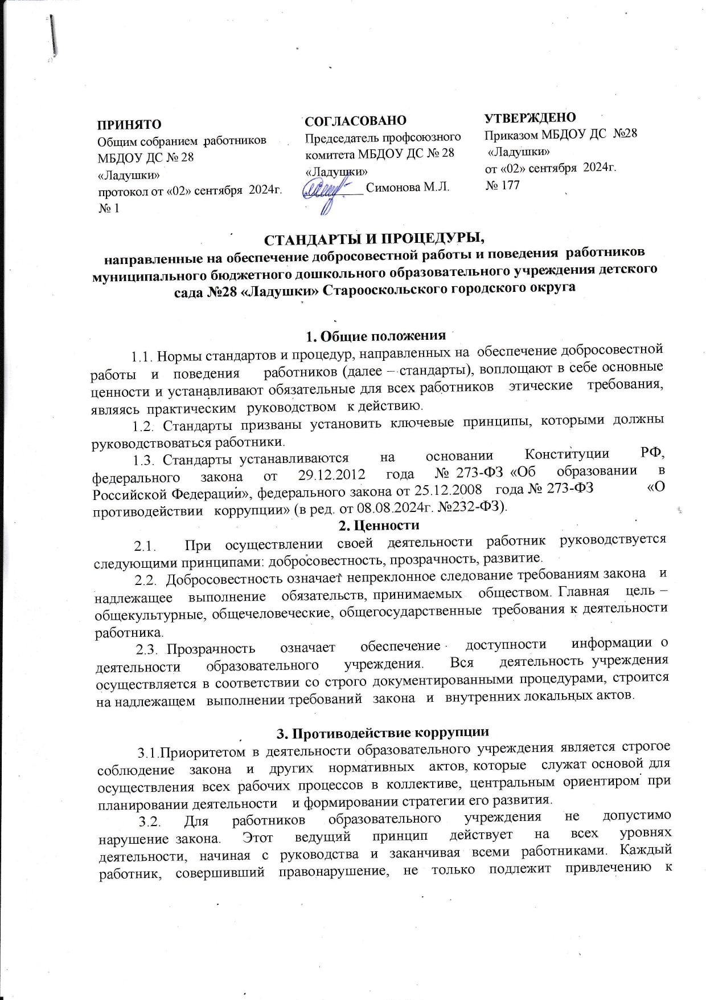 ПРИНЯТО
Общим собранием работников
МБДОУ ДС № 28
«Ладушки»
протокол от «02» сентября 2024г.
№ 1
СОГЛАСОВАНО
Председатель профсоюзного
комитета МБДОУ ДС № 28
«Ладушки»
_________ Симонова М.Л.
УТВЕРЖДЕНО
Приказом МБДОУ ДС №28
«Ладушки»
от «02» сентября 2024г.
№ 177
СТАНДАРТЫ И ПРОЦЕДУРЫ,
направленные на обеспечение добросовестной работы и поведения работников
муниципального бюджетного дошкольного образовательного учреждения детского
сада №28 «Ладушки» Старооскольского городского округа
1. Общие положения
1.1. Нормы стандартов и процедур, направленных на обеспечение добросовестной
работы и поведения работников (далее – стандарты), воплощают в себе основные
ценности и устанавливают обязательные для всех работников этические требования,
являясь практическим руководством к действию.
1.2. Стандарты призваны установить ключевые принципы, которыми должны
руководствоваться работники.
1.3. Стандарты устанавливаются на основании Конституции РФ,
федерального закона от 29.12.2012 года № 273-ФЗ «Об образовании в
Российской Федерации», федерального закона от 25.12.2008 года № 273-ФЗ «О
противодействии коррупции» (в ред. от 08.08.2024г. №232-ФЗ).
2. Ценности
2.1. При осуществлении своей деятельности работник руководствуется
следующими принципами: добросовестность, прозрачность, развитие.
2.2. Добросовестность означает непреклонное следование требованиям закона и
надлежащее выполнение обязательств, принимаемых обществом. Главная цель –
общекультурные, общечеловеческие, общегосударственные требования к деятельности
работника.
2.3. Прозрачность означает обеспечение доступности информации о
деятельности образовательного учреждения. Вся деятельность учреждения
осуществляется в соответствии со строго документированными процедурами, строится
на надлежащем выполнении требований закона и внутренних локальных актов.
3. Противодействие коррупции
3.1.Приоритетом в деятельности образовательного учреждения является строгое
соблюдение закона и других нормативных актов, которые служат основой для
осуществления всех рабочих процессов в коллективе, центральным ориентиром при
планировании деятельности и формировании стратегии его развития.
3.2. Для работников образовательного учреждения не допустимо
нарушение закона. Этот ведущий принцип действует на всех уровнях
деятельности, начиная с руководства и заканчивая всеми работниками. Каждый
работник, совершивший правонарушение, не только подлежит привлечению к